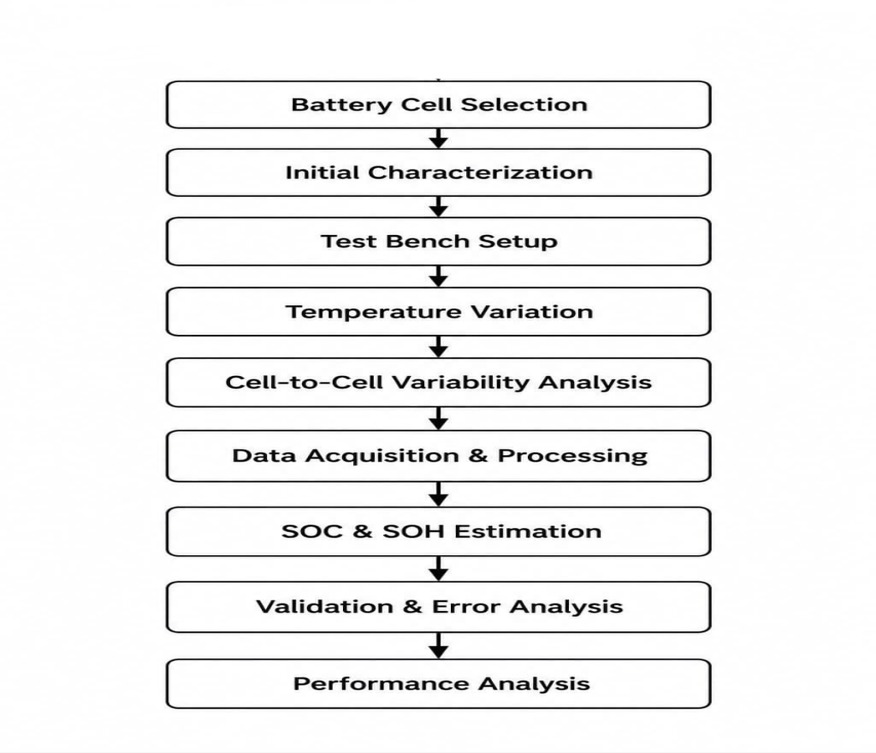 Battery Cell Selection
Initial Characterization
Test Bench Setup
Temperature Variation
Cell-to-Cell Variability Analysis
Data Acquisition & Processing
SOC & SOH Estimation
Validation & Error Analysis
Performance Analysis